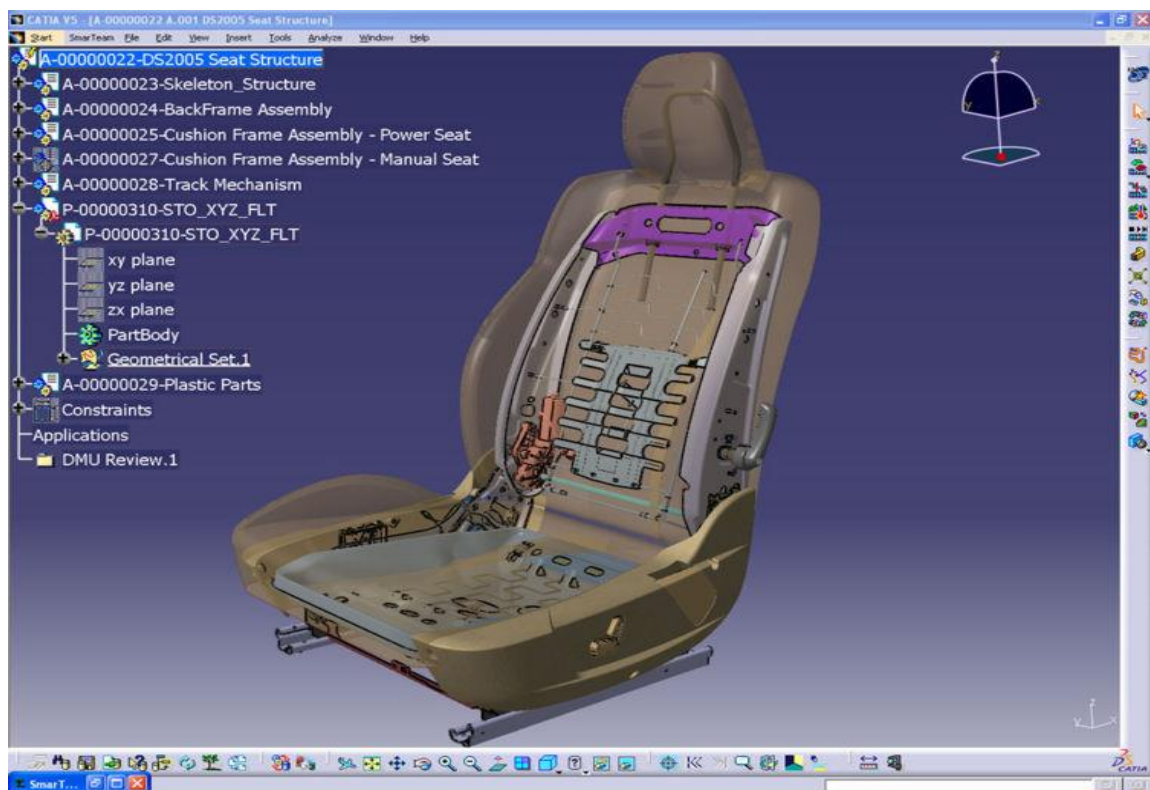 CATIA V5 - [A-00000022 A.001 DS2005 Seat Structure]
Start SmarTeam File Edit View Insert Tools Analyze Window Help
A-00000022-DS2005 Seat Structure
A-00000023-Skeleton_Structure
A-00000024-BackFrame Assembly
A-00000025-Cushion Frame Assembly - Power Seat
A-00000027-Cushion Frame Assembly - Manual Seat
A-00000028-Track Mechanism
P-00000310-STO_XYZ_FLT
P-00000310-STO_XYZ_FLT
xy plane
yz plane
zx plane
PartBody
Geometrical Set.1
A-00000029-Plastic Parts
Constraints
Applications
DMU Review.1
z
y x
z
y x
CATIA
SmarT...